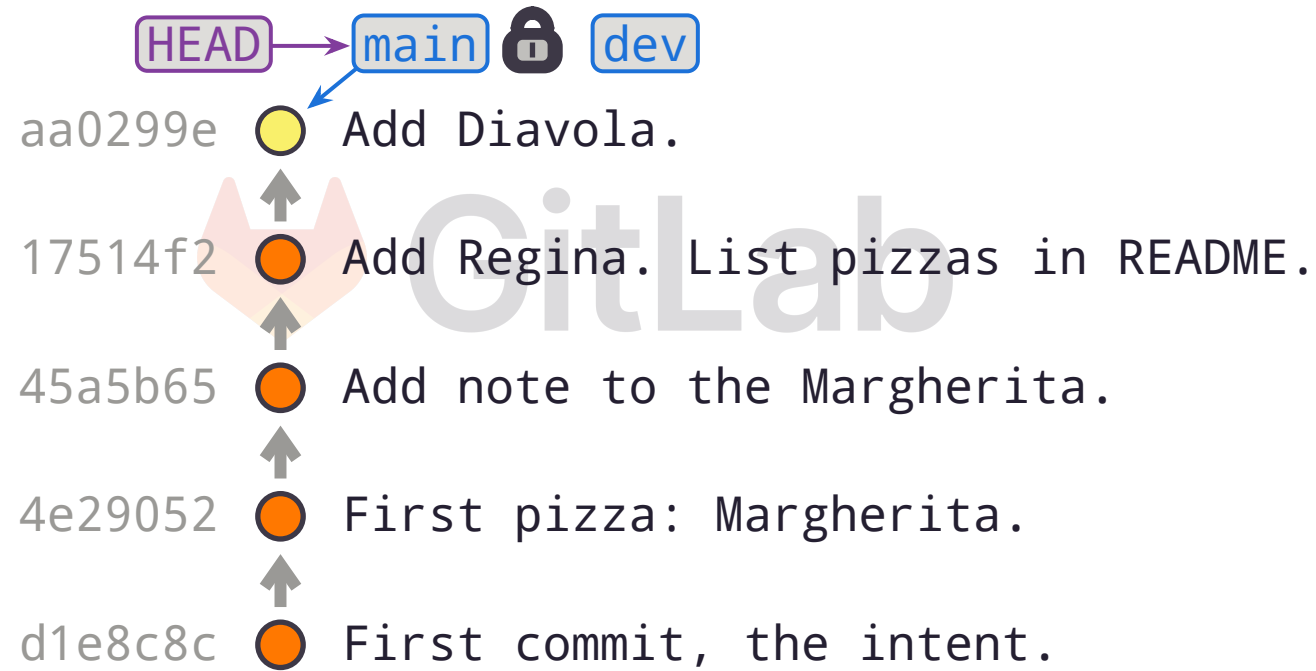 HEAD main dev
aa0299e Add Diavola.
GitLab
17514f2 Add Regina. List pizzas in README.
45a5b65 Add note to the Margherita.
4e29052 First pizza: Margherita.
d1e8c8c First commit, the intent.